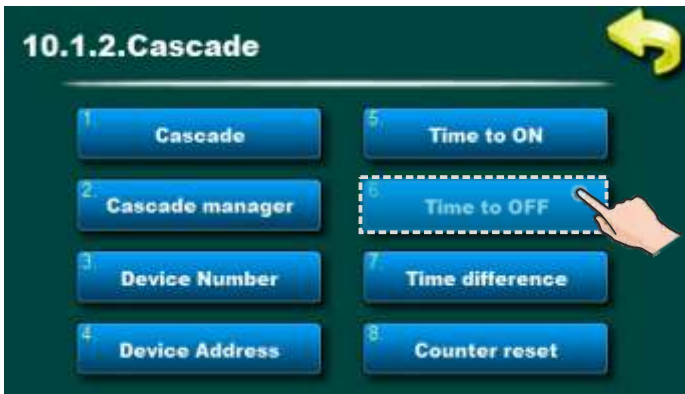 10.1.2.Cascade
1. Cascade
2. Cascade manager
3. Device Number
4. Device Address
5. Time to ON
6. Time to OFF
7. Time difference
8. Counter reset